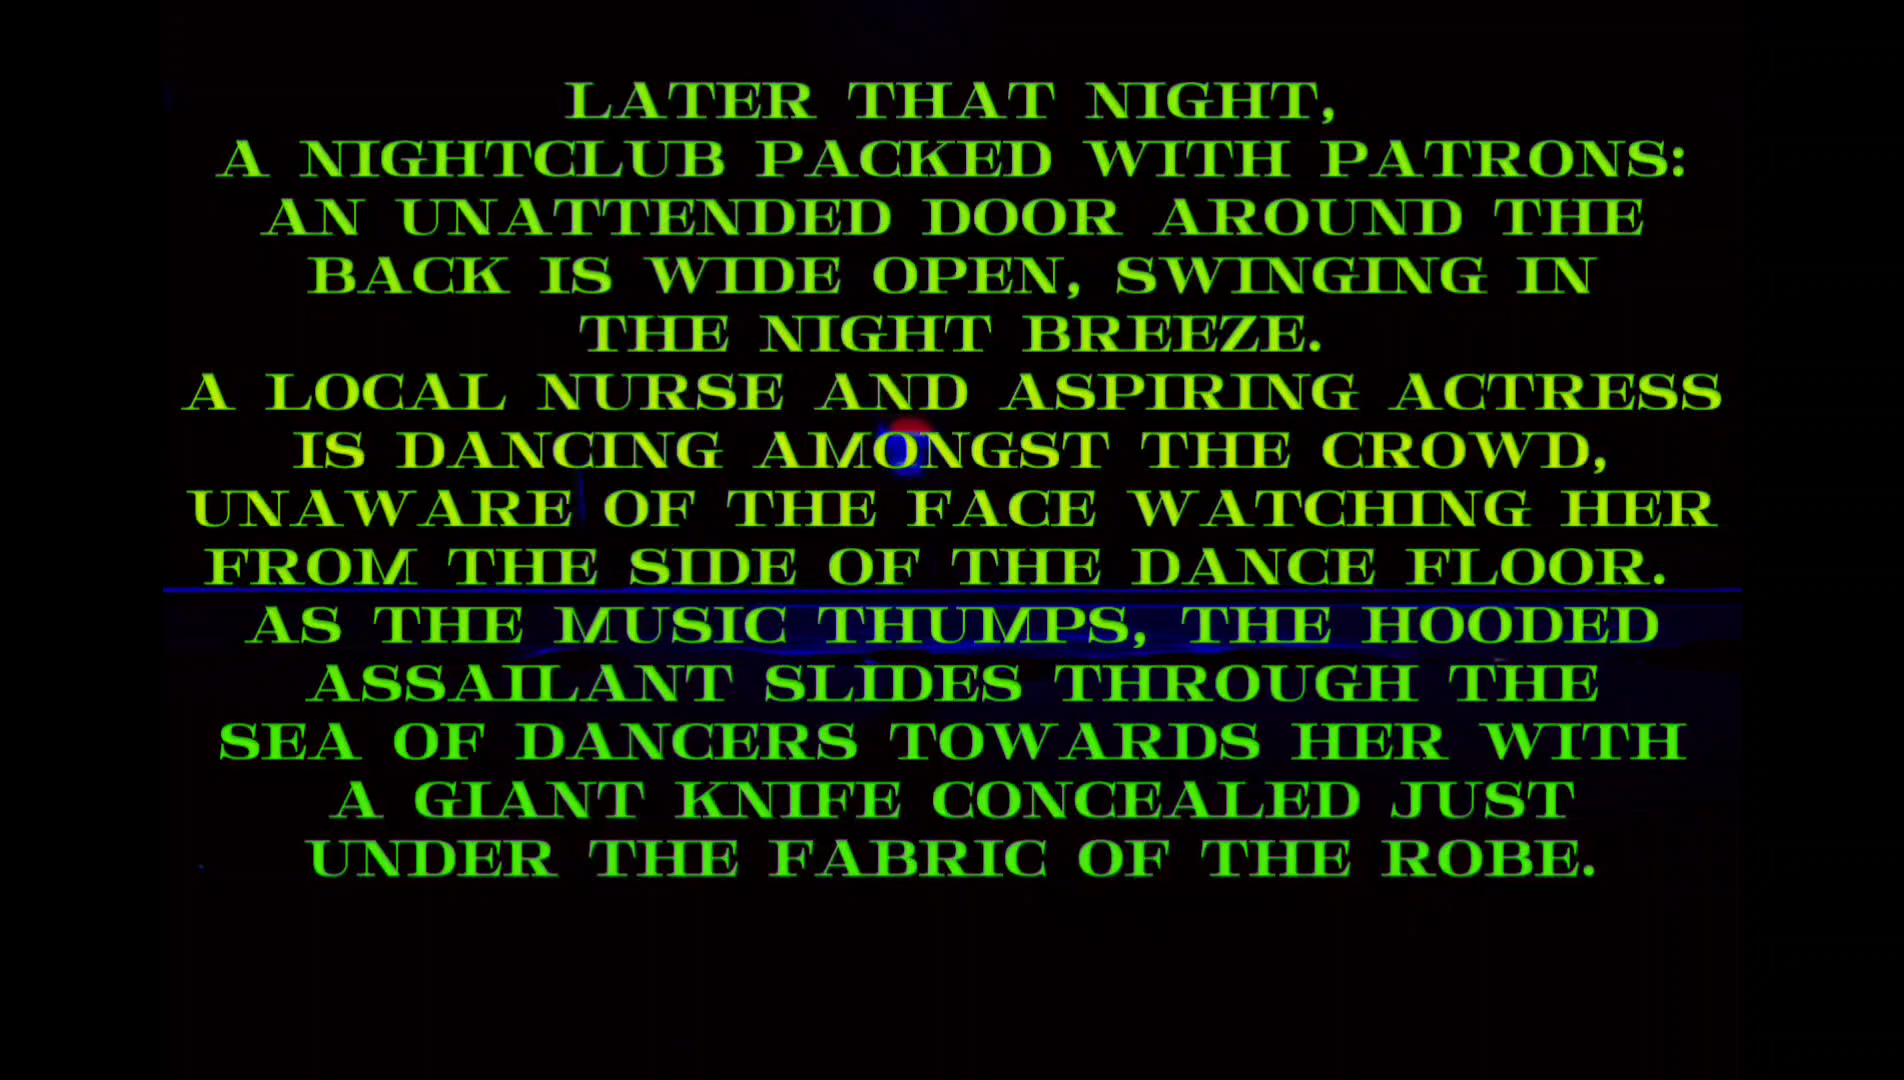 LATER THAT NIGHT,
A NIGHTCLUB PACKED WITH PATRONS:
AN UNATTENDED DOOR AROUND THE
BACK IS WIDE OPEN, SWINGING IN
THE NIGHT BREEZE.
A LOCAL NURSE AND ASPIRING ACTRESS
IS DANCING AMONGST THE CROWD,
UNAWARE OF THE FACE WATCHING HER
FROM THE SIDE OF THE DANCE FLOOR.
AS THE MUSIC THUMPS, THE HOODED
ASSAILANT SLIDES THROUGH THE
SEA OF DANCERS TOWARDS HER WITH
A GIANT KNIFE CONCEALED JUST
UNDER THE FABRIC OF THE ROBE.